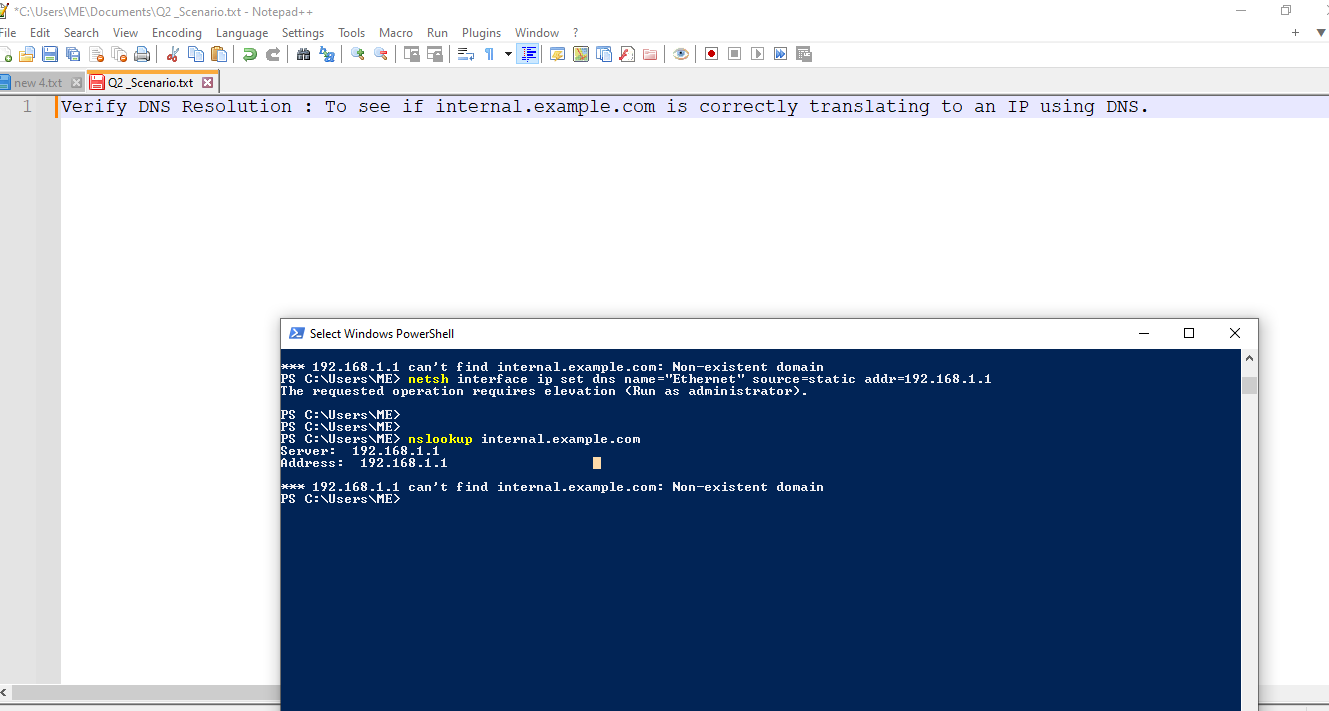 *C:\Users\ME\Documents\Q2_Scenario.txt - Notepad++
File Edit Search View Encoding Language Settings Tools Macro Run Plugins Window ?
new 4.txt Q2_Scenario.txt
1 Verify DNS Resolution : To see if internal.example.com is correctly translating to an IP using DNS.
Select Windows PowerShell
*** 192.168.1.1 can't find internal.example.com: Non-existent domain
PS C:\Users\ME> netsh interface ip set dns name="Ethernet" source=static addr=192.168.1.1
The requested operation requires elevation (Run as administrator).
PS C:\Users\ME>
PS C:\Users\ME>
PS C:\Users\ME> nslookup internal.example.com
Server:  192.168.1.1
Address:  192.168.1.1
*** 192.168.1.1 can't find internal.example.com: Non-existent domain
PS C:\Users\ME>